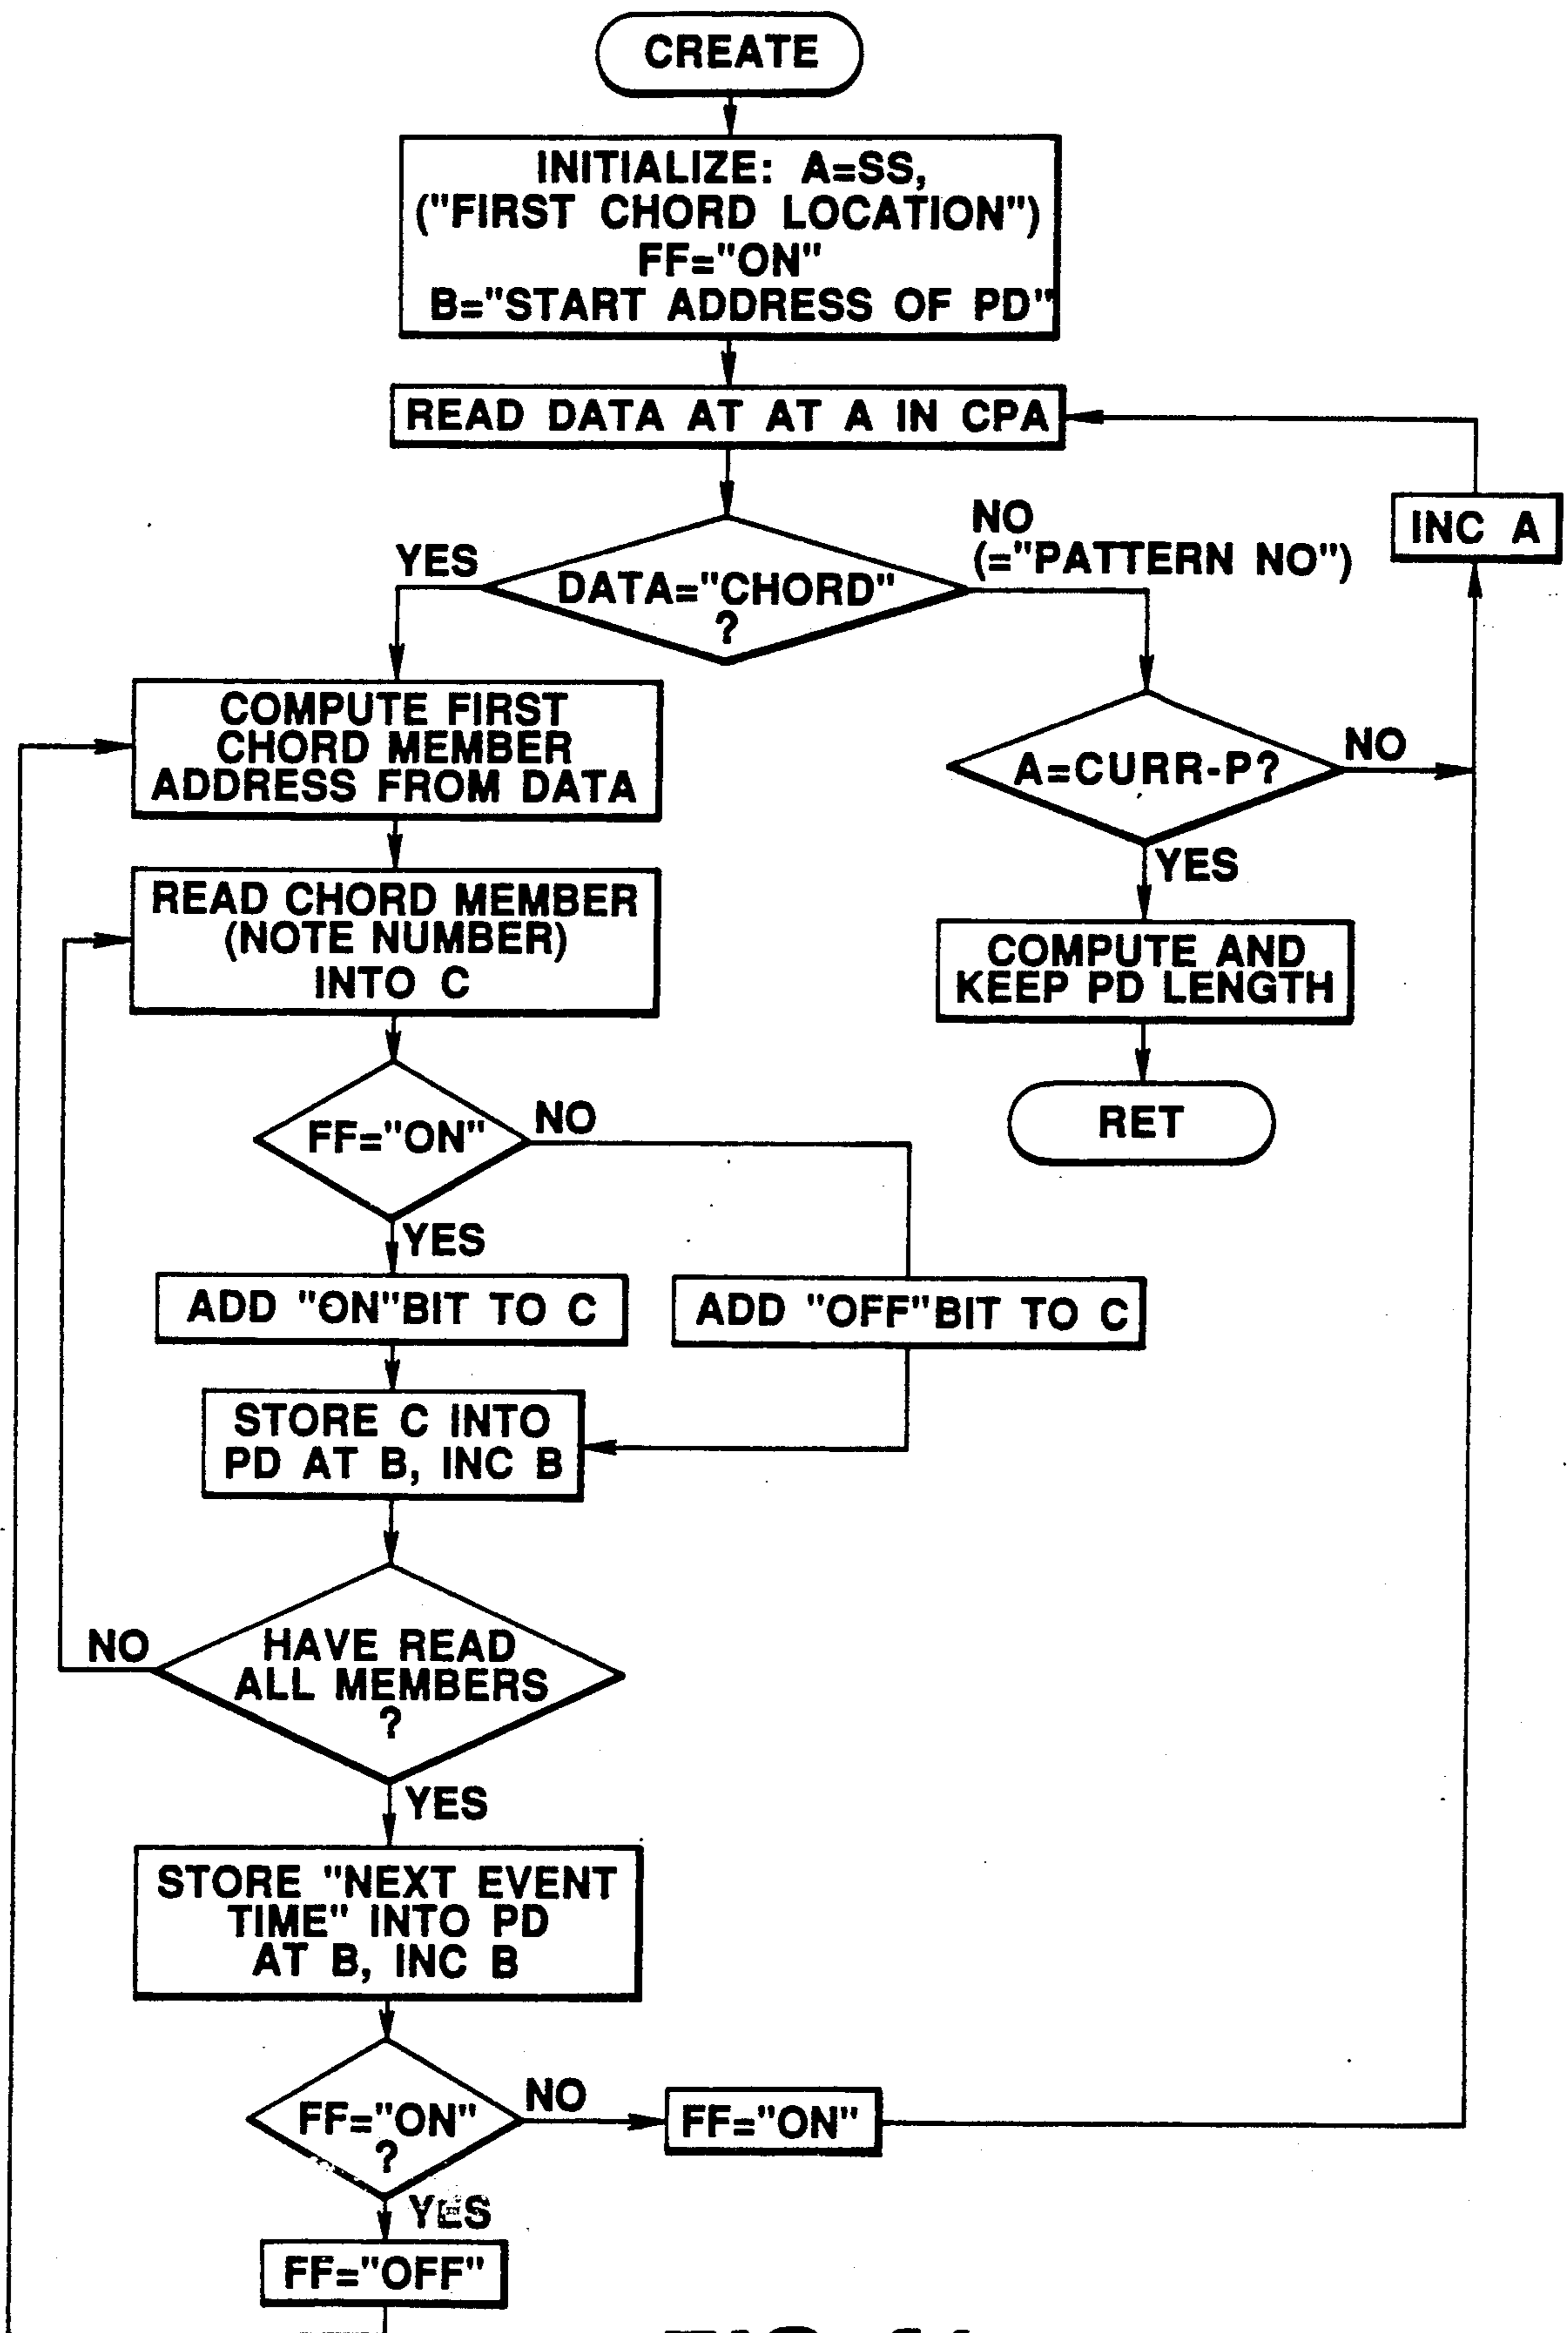 CREATE
INITIALIZE: A=SS,
("FIRST CHORD LOCATION")
FF="ON"
B="START ADDRESS OF PD"
READ DATA AT AT A IN CPA
INC A
DATA="CHORD"
?
YES
NO
(="PATTERN NO")
COMPUTE FIRST
CHORD MEMBER
ADDRESS FROM DATA
A=CURR-P?
NO
YES
READ CHORD MEMBER
(NOTE NUMBER)
INTO C
COMPUTE AND
KEEP PD LENGTH
RET
FF="ON"
NO
YES
ADD "ON"BIT TO C
ADD "OFF"BIT TO C
STORE C INTO
PD AT B, INC B
HAVE READ
ALL MEMBERS
?
NO
YES
STORE "NEXT EVENT
TIME" INTO PD
AT B, INC B
FF="ON"
?
NO
FF="ON"
YES
FF="OFF"